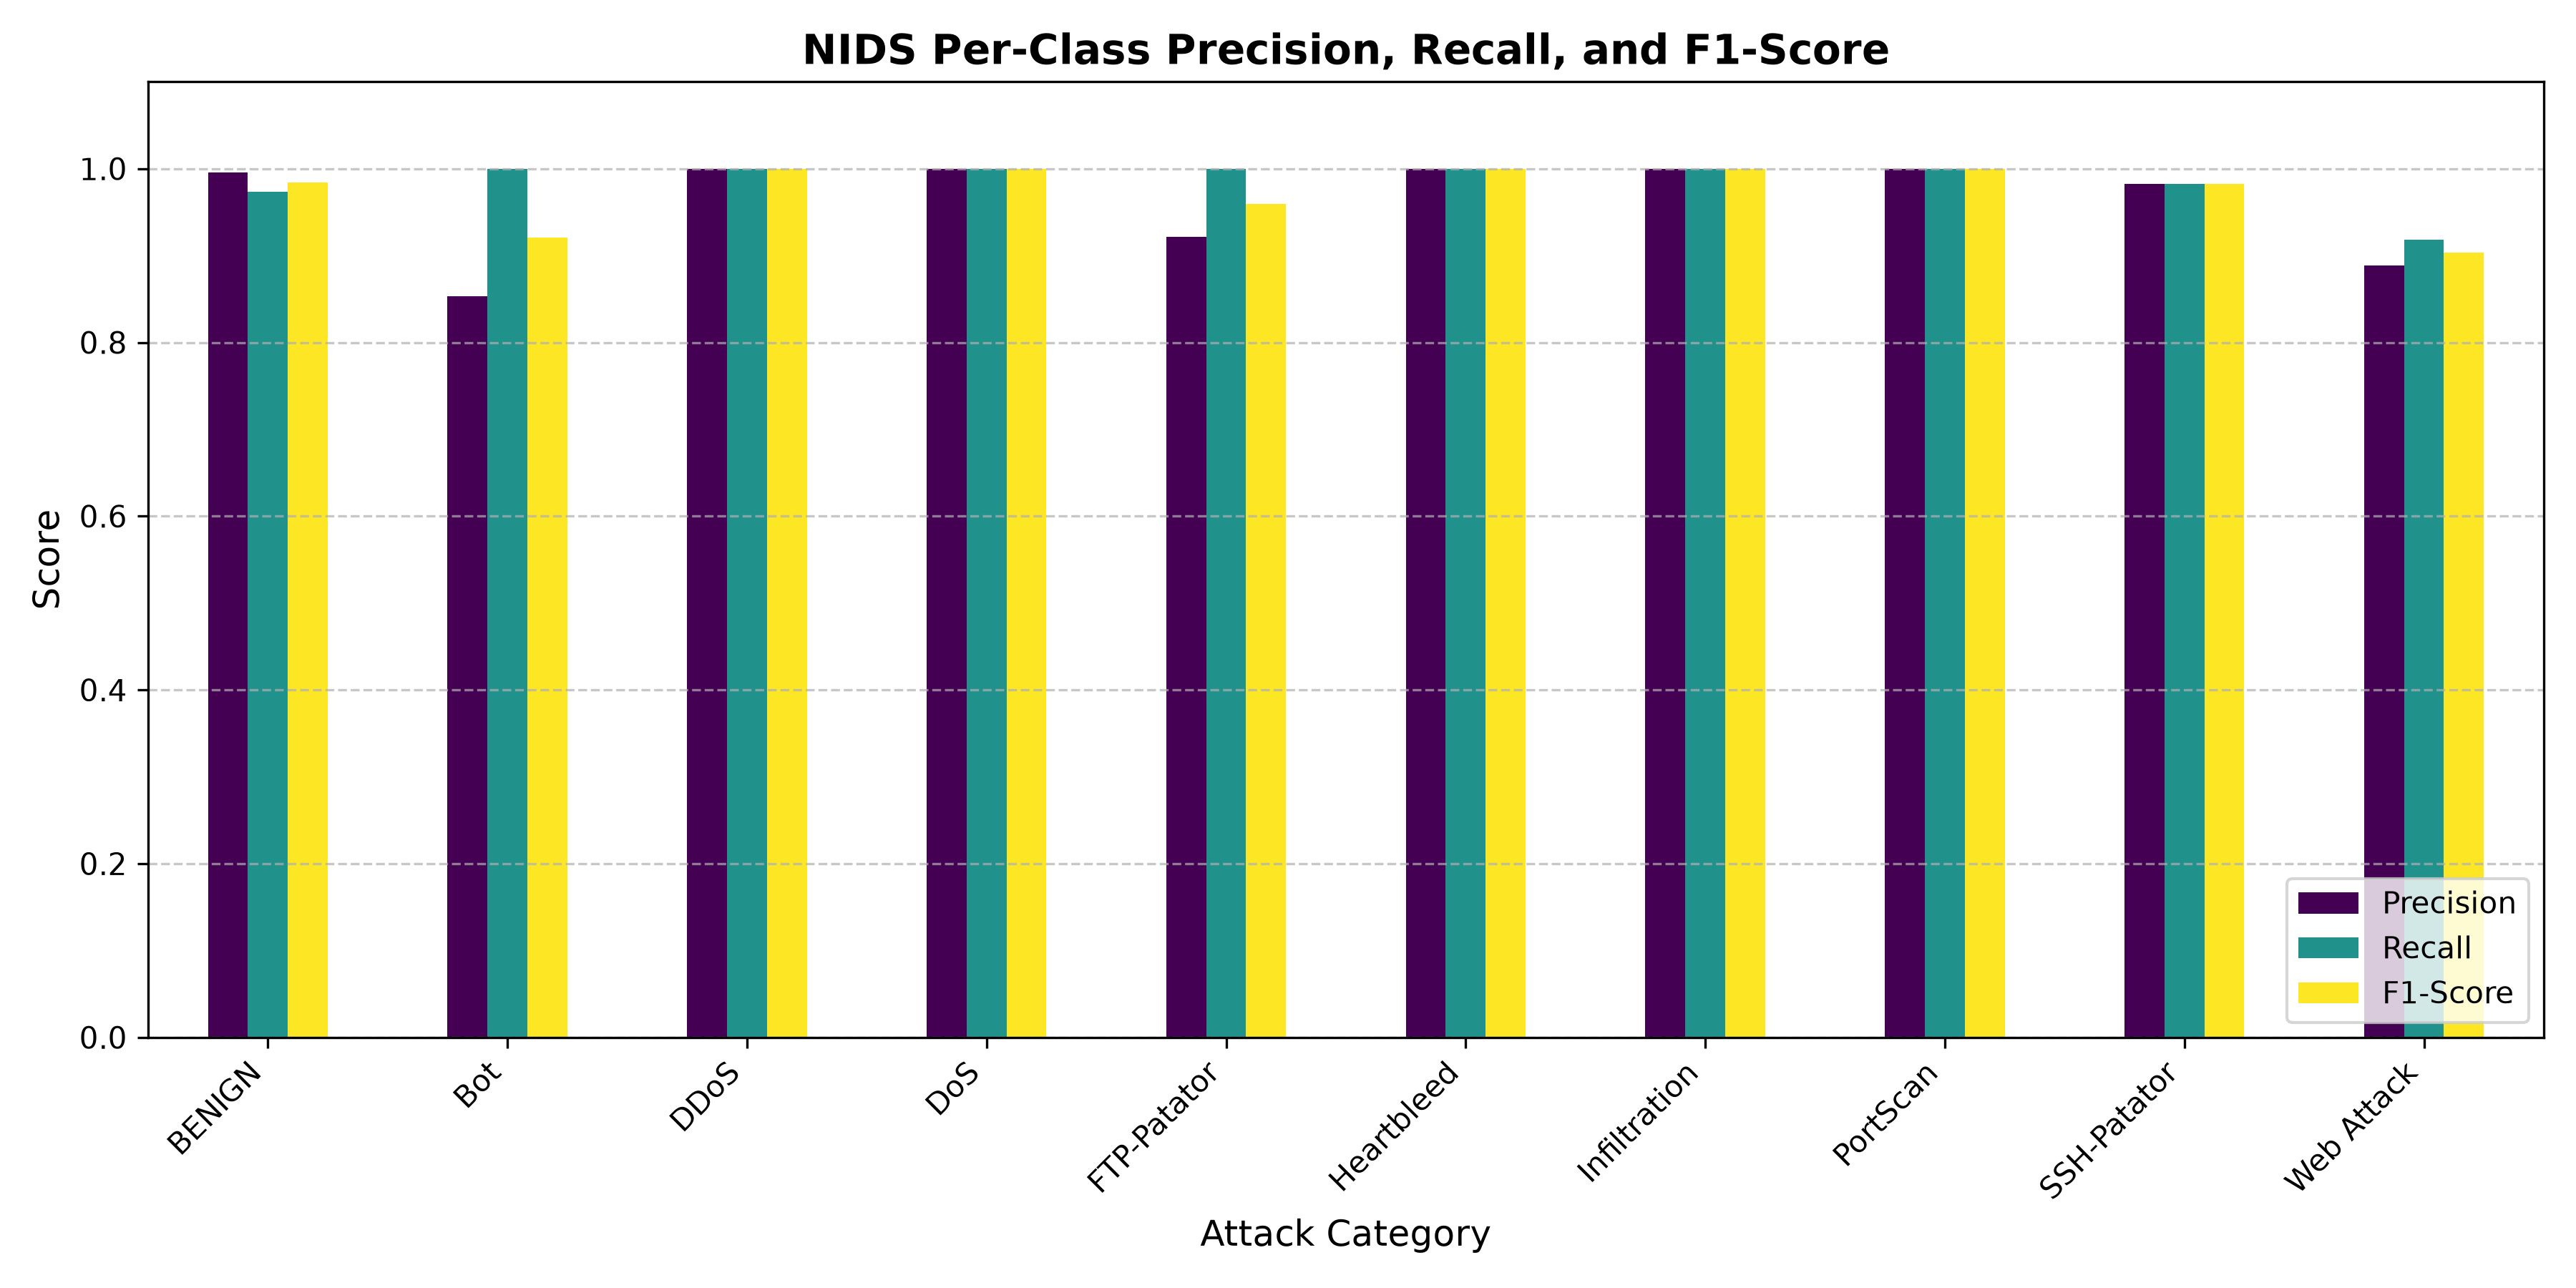 NIDS Per-Class Precision, Recall, and F1-Score
Score
1.0
0.8
0.6
0.4
0.2
0.0
Precision
Recall
F1-Score
BENIGN
Bot
DDoS
DoS
FTP-Patator
Heartbleed
Infiltration
PortScan
SSH-Patator
Web Attack
Attack Category